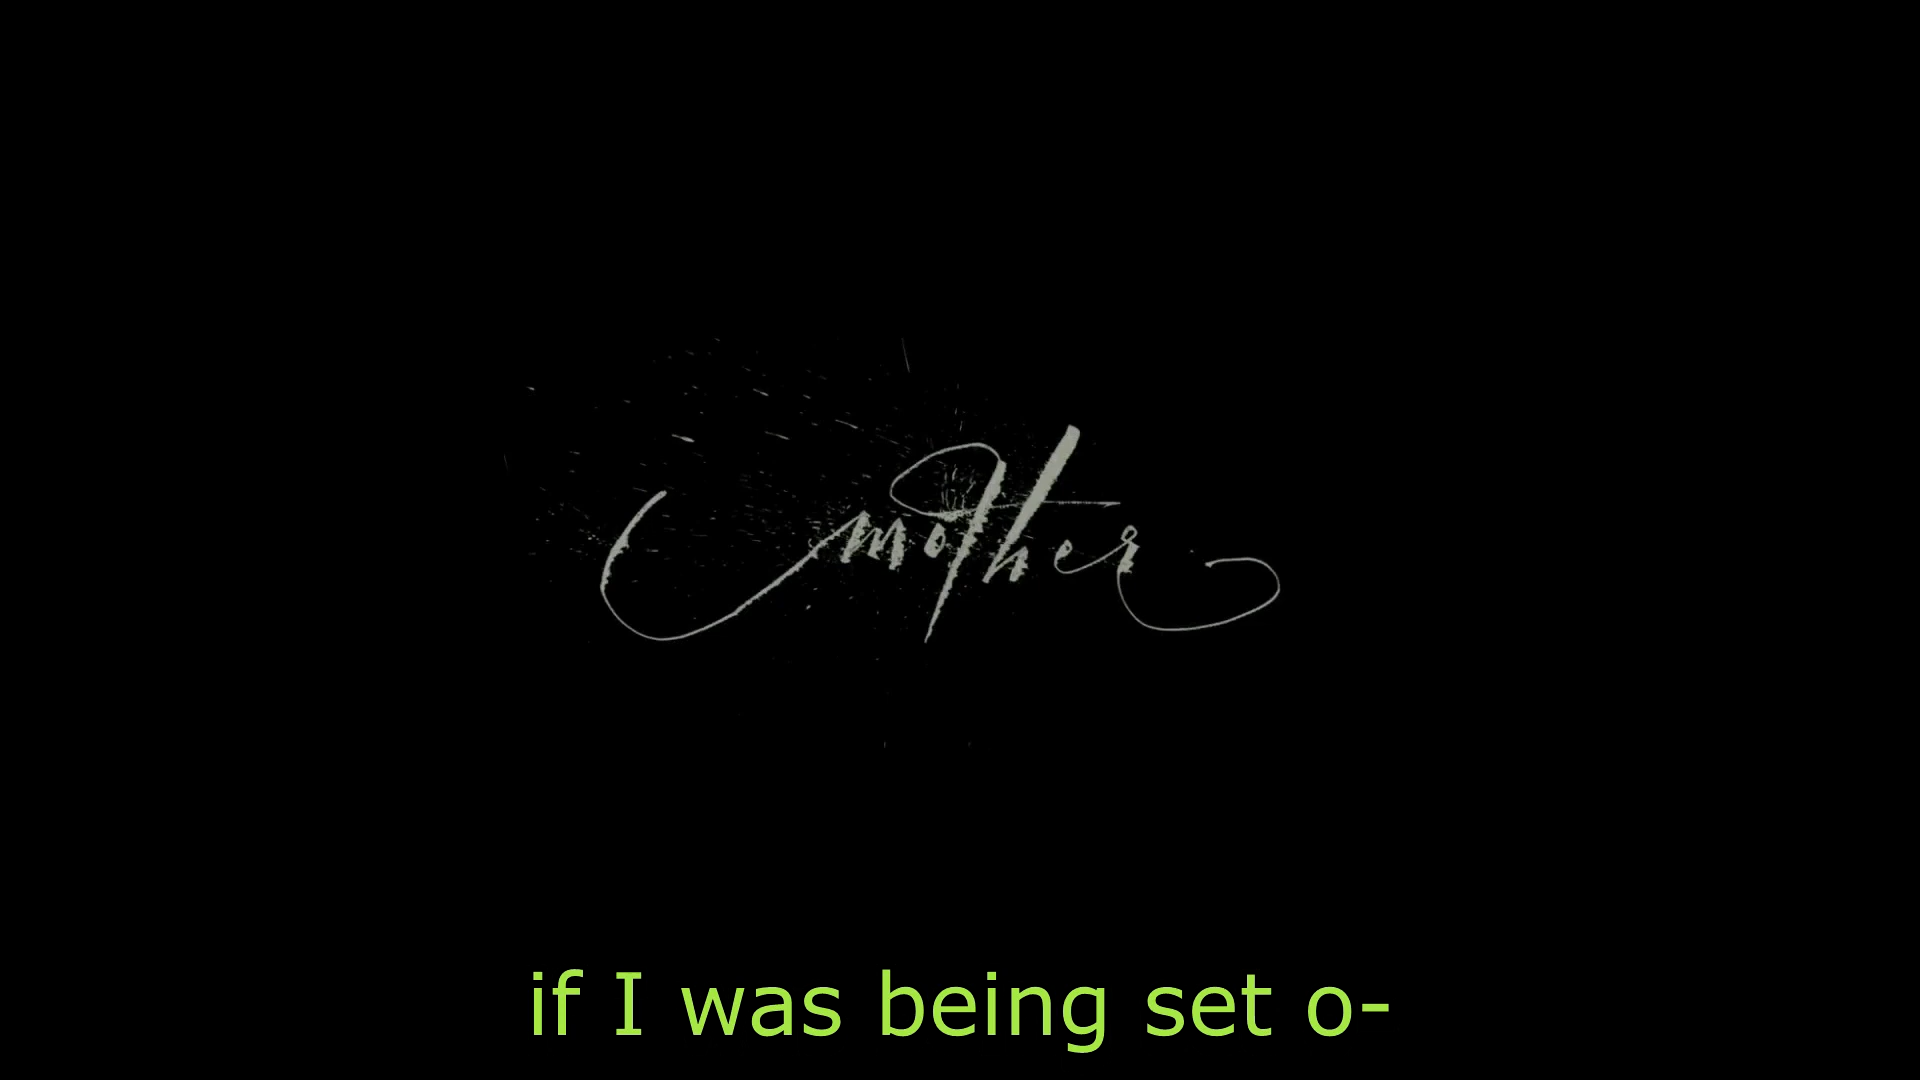 mother
if I was being set o-